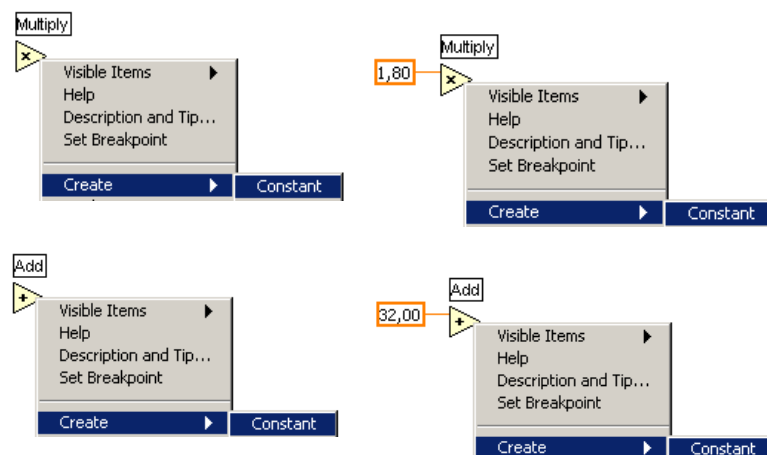 Multiply
×
Visible Items
Help
Description and Tip...
Set Breakpoint
Create
Constant
Multiply
1,80
×
Visible Items
Help
Description and Tip...
Set Breakpoint
Create
Constant
Add
+
Visible Items
Help
Description and Tip...
Set Breakpoint
Create
Constant
Add
32,00
+
Visible Items
Help
Description and Tip...
Set Breakpoint
Create
Constant